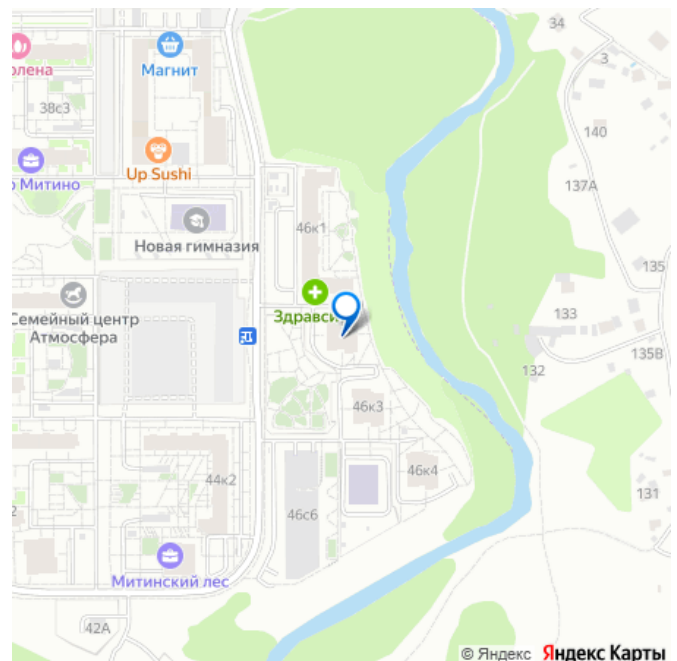 34
3
олена
Магнит
38с3
140
Up Sushi
о Митино
137А
46к1
Новая гимназия
135
Здравси
133
Семейный центр
Атмосфера
135В
132
46к3
46к4
44к2
131
2
46с6
Митинский лес
42А
© Яндекс Яндекс Карты